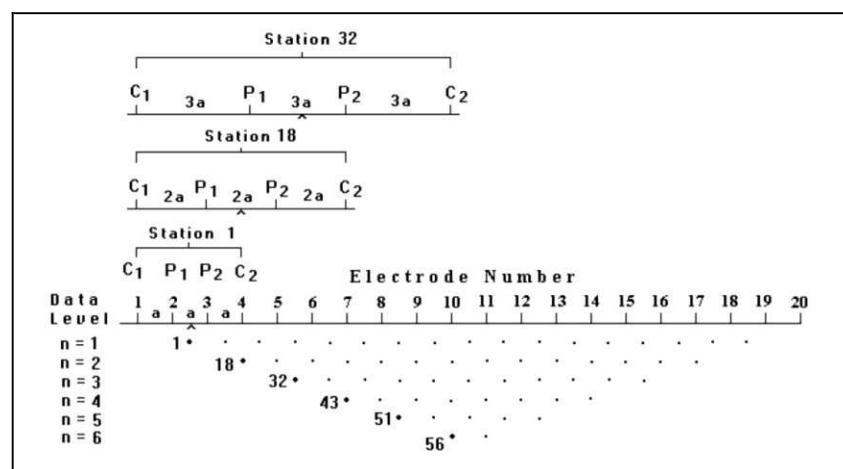 Station 32
C1 3a P1 3a P2 3a C2
Station 18
C1 2a P1 2a P2 2a C2
Station 1
C1 P1 P2 C2
Electrode Number
Data Level
1 2 3 4 5 6 7 8 9 10 11 12 13 14 15 16 17 18 19 20
a a a
n = 1 1
n = 2 18
n = 3 32
n = 4 43
n = 5 51
n = 6 56